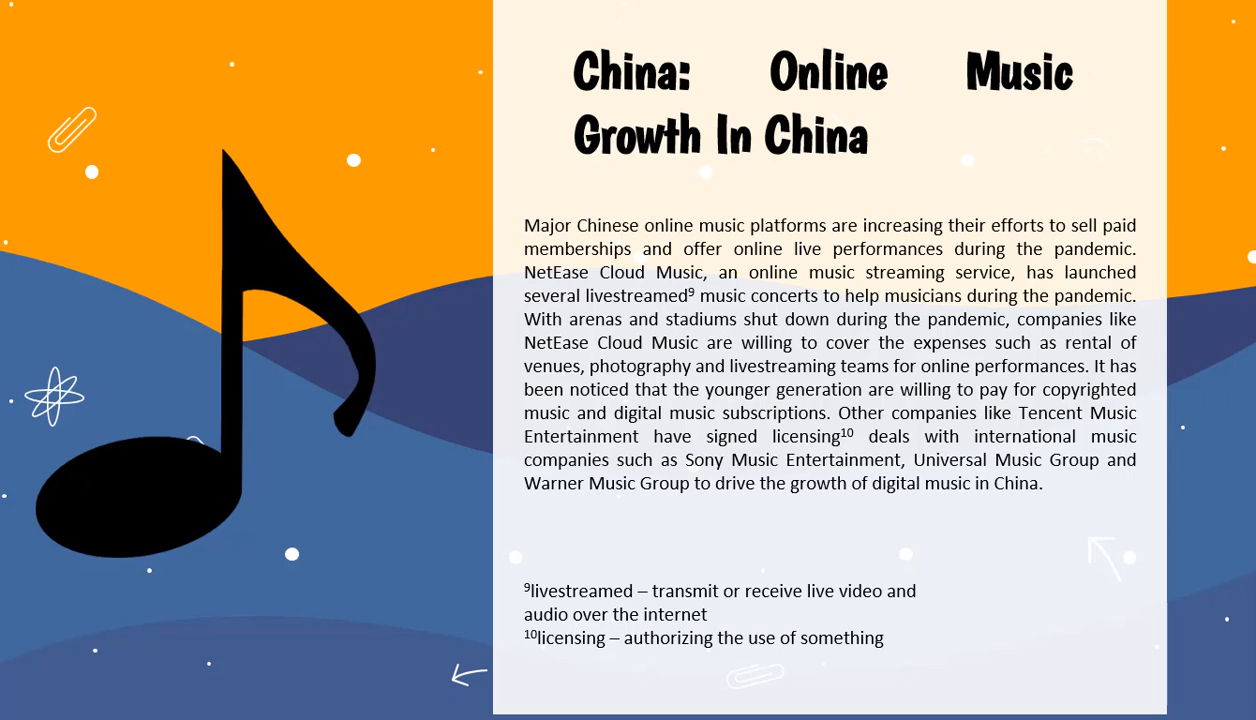 China: Online Music
Growth In China
Major Chinese online music platforms are increasing their efforts to sell paid
memberships and offer online live performances during the pandemic.
NetEase Cloud Music, an online music streaming service, has launched
several livestreamed⁹ music concerts to help musicians during the pandemic.
With arenas and stadiums shut down during the pandemic, companies like
NetEase Cloud Music are willing to cover the expenses such as rental of
venues, photography and livestreaming teams for online performances. It has
been noticed that the younger generation are willing to pay for copyrighted
music and digital music subscriptions. Other companies like Tencent Music
Entertainment have signed licensing¹⁰ deals with international music
companies such as Sony Music Entertainment, Universal Music Group and
Warner Music Group to drive the growth of digital music in China.
⁹livestreamed – transmit or receive live video and
audio over the internet
¹⁰licensing – authorizing the use of something